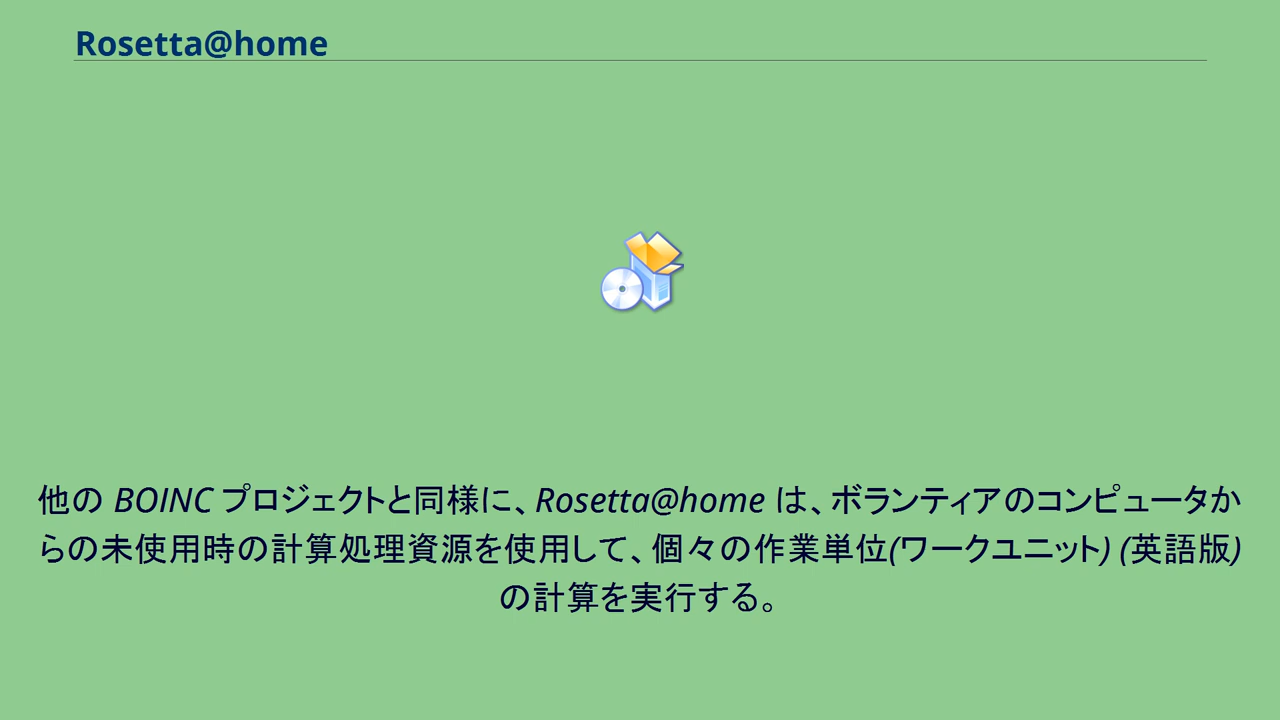 Rosetta@home
他の BOINC プロジェクトと同様に、Rosetta@home は、ボランティアのコンピュータか
らの未使用時の計算処理資源を使用して、個々の作業単位(ワークユニット) (英語版)
の計算を実行する。